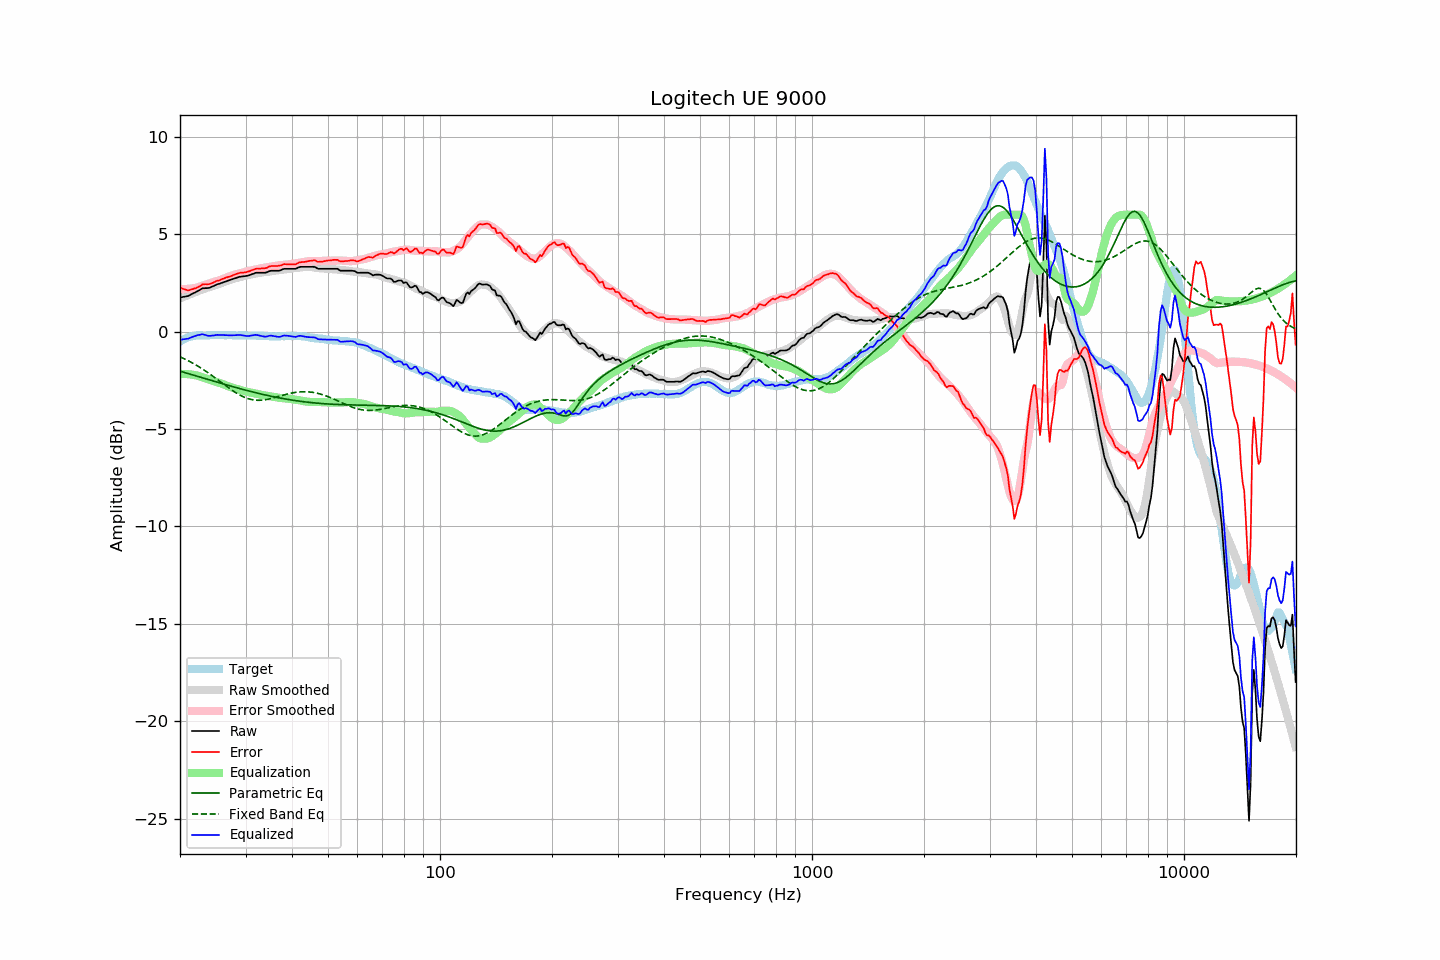 Logitech UE 9000
10
5
0
−5
−10
−15
−20
−25
Amplitude (dBr)
Target
Raw Smoothed
Error Smoothed
Raw
Error
Equalization
Parametric Eq
Fixed Band Eq
Equalized
100
1000
10000
Frequency (Hz)